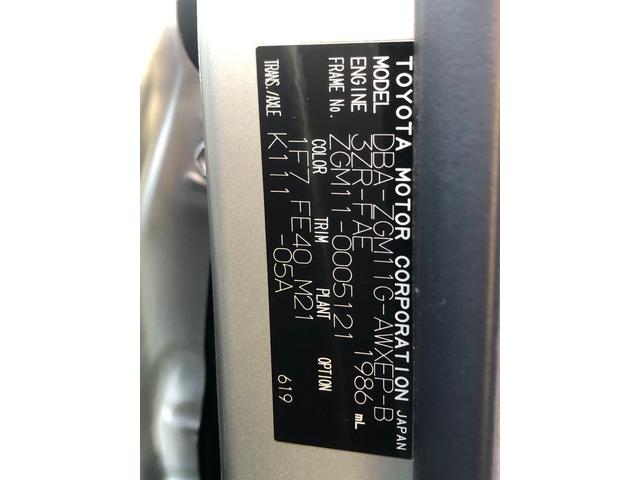 TOYOTA MOTOR CORPORATION JAPAN
MODEL DBA-ZGM11G-AWXEP-B
ENGINE 3ZR-FAE 1986 mL
FRAME No. ZGM11-0005121
COLOR TRIM PLANT OPTION
1F7 FE40 M21
TRANS./AXLE K111 -05A 619